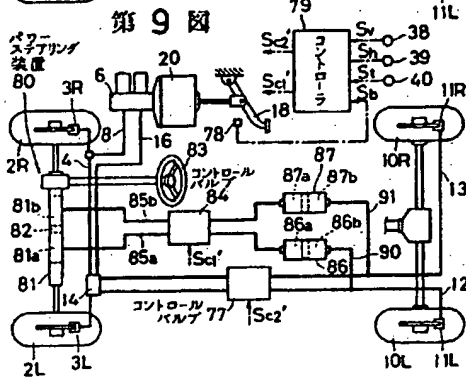 11L
第9図
79
パワー
ステアリング
装置
80
3R
6
20
コントローラ
Sc2'
Sc1'
Sv
Sh
St
Sb
38
39
40
18
78
8
16
4
2R
83
コントロール
バルブ
84
87
87a
87b
11R
10R
13
91
81b
82
81a
81
85b
85a
86a
86b
86
90
Sc1'
14
コントロール
バルブ
77
Sc2'
12
2L
3L
10L
11L